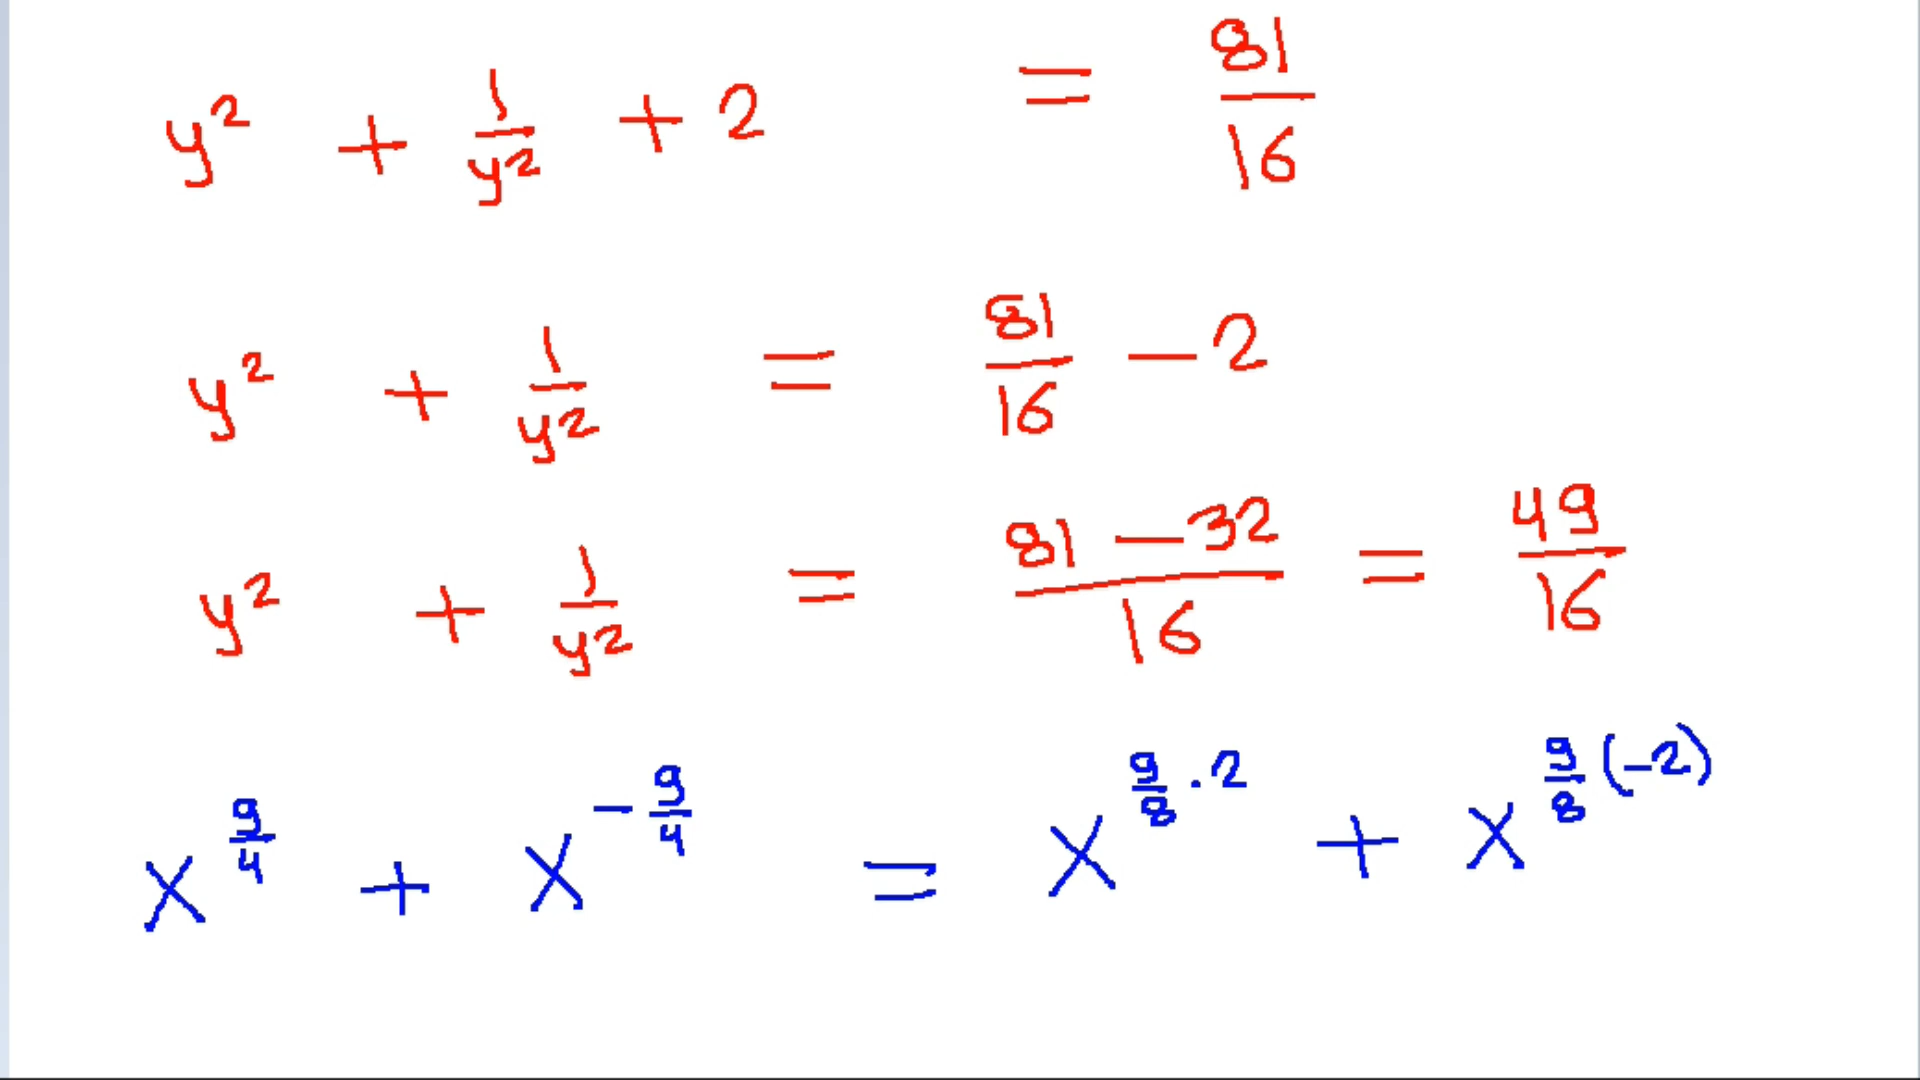 y² + 1/y² + 2 = 81/16
y² + 1/y² = 81/16 - 2
y² + 1/y² = (81 - 32)/16 = 49/16
x^(9/4) + x^(-9/4) = x^(9/8 · 2) + x^(9/8 (-2))